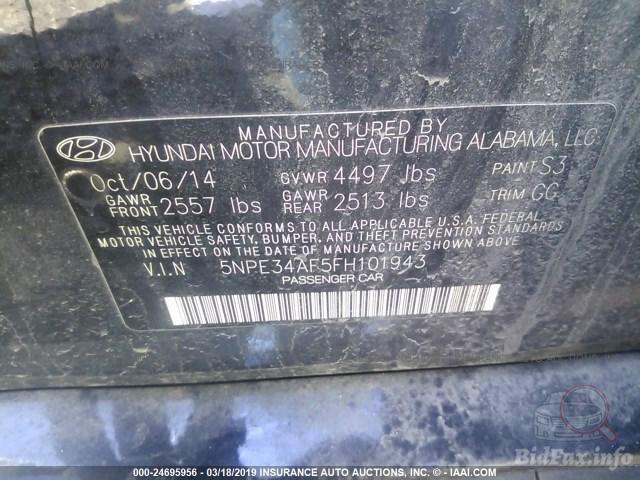 MANUFACTURED BY
HYUNDAI MOTOR MANUFACTURING ALABAMA, LLC
Oct/06/14 GVWR 4497 lbs PAINT S3
GAWR FRONT 2557 lbs GAWR REAR 2513 lbs TRIM GG
THIS VEHICLE CONFORMS TO ALL APPLICABLE U.S.A. FEDERAL
MOTOR VEHICLE SAFETY, BUMPER, AND THEFT PREVENTION STANDARDS
IN EFFECT ON THE DATE OF MANUFACTURE SHOWN ABOVE.
V.I.N 5NPE34AF5FH101943
PASSENGER CAR
BidFax.info
000-24695956 - 03/18/2019 INSURANCE AUTO AUCTIONS, INC. © - IAAI.COM